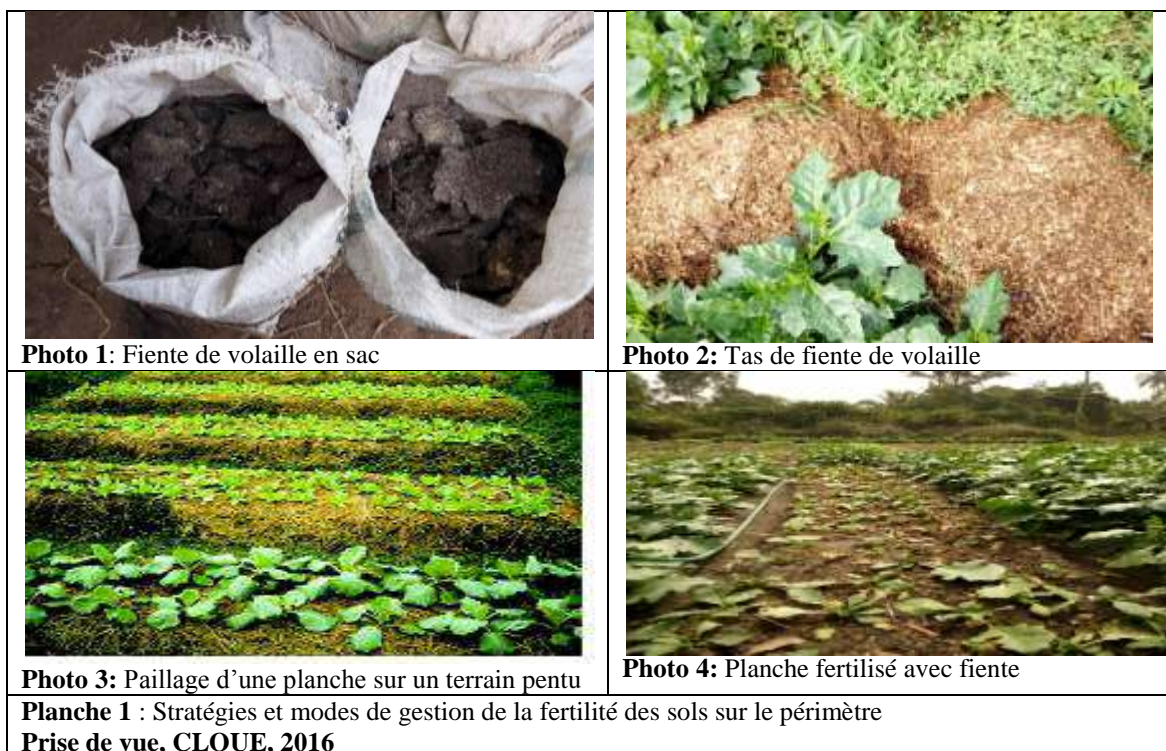 Photo 1: Fiente de volaille en sac
Photo 2: Tas de fiente de volaille
Photo 3: Paillage d’une planche sur un terrain pentu
Photo 4: Planche fertilisé avec fiente
Planche 1 : Stratégies et modes de gestion de la fertilité des sols sur le périmètre
Prise de vue, CLOUE, 2016